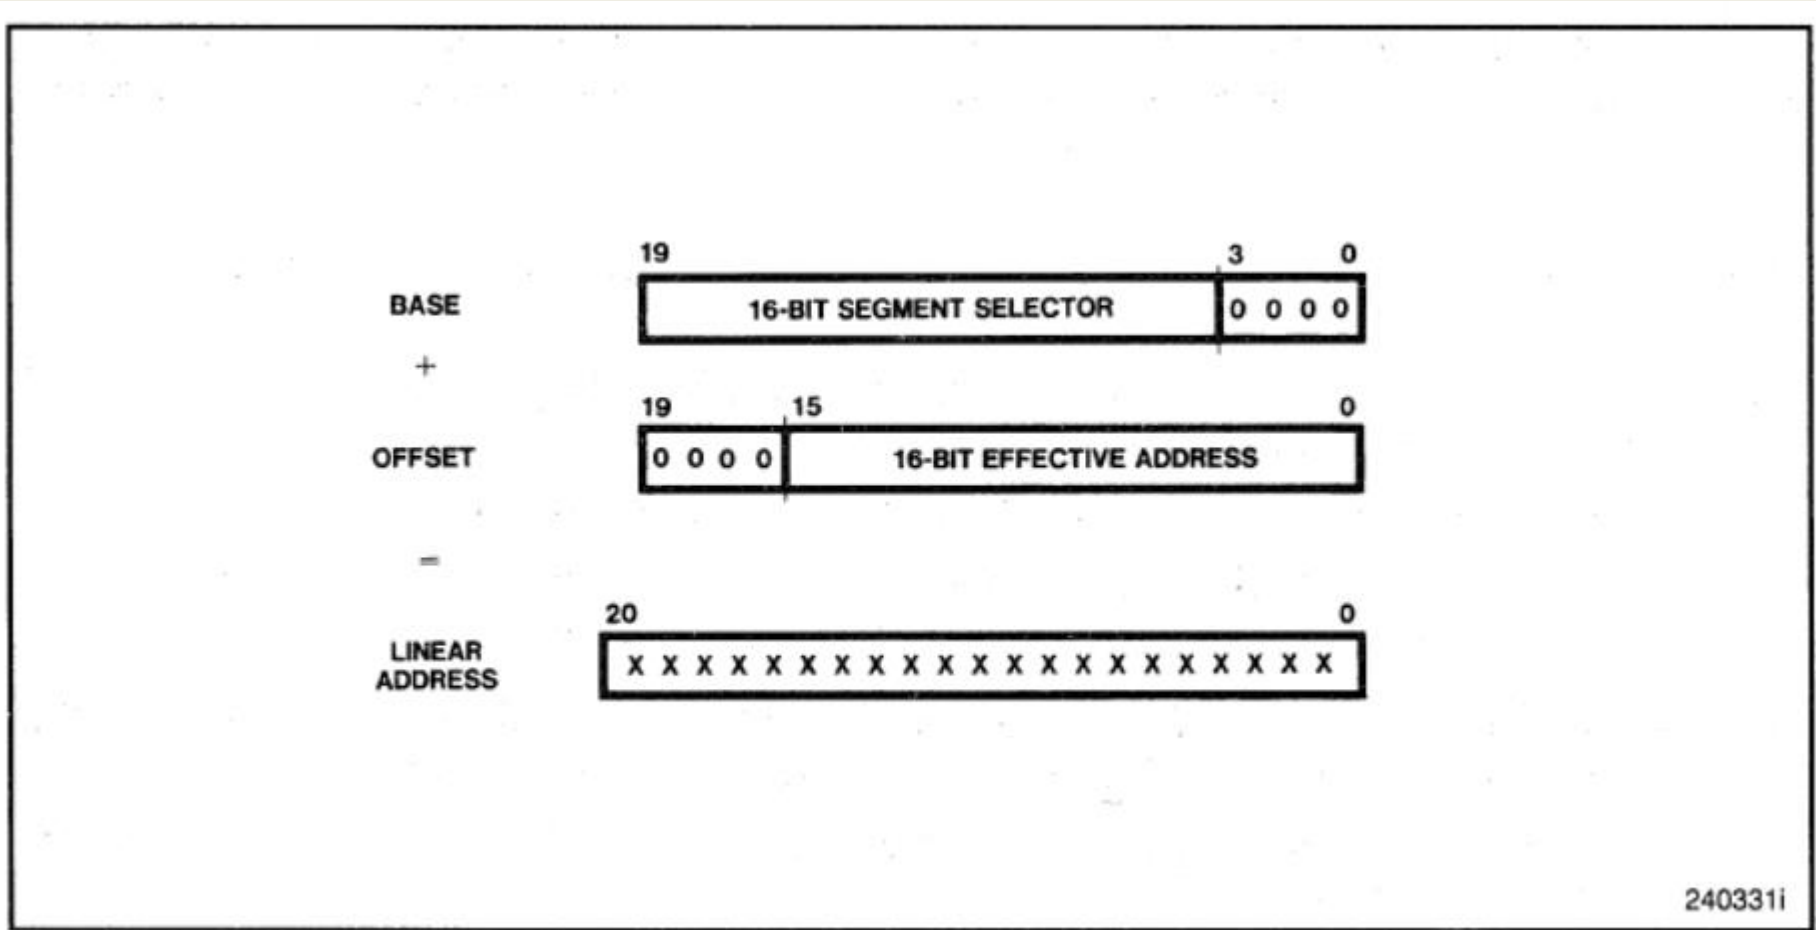 19 3 0
BASE 16-BIT SEGMENT SELECTOR 0 0 0 0
+
19 15 0
OFFSET 0 0 0 0 16-BIT EFFECTIVE ADDRESS
=
20 0
LINEAR
ADDRESS X X X X X X X X X X X X X X X X X X X X X
240331i